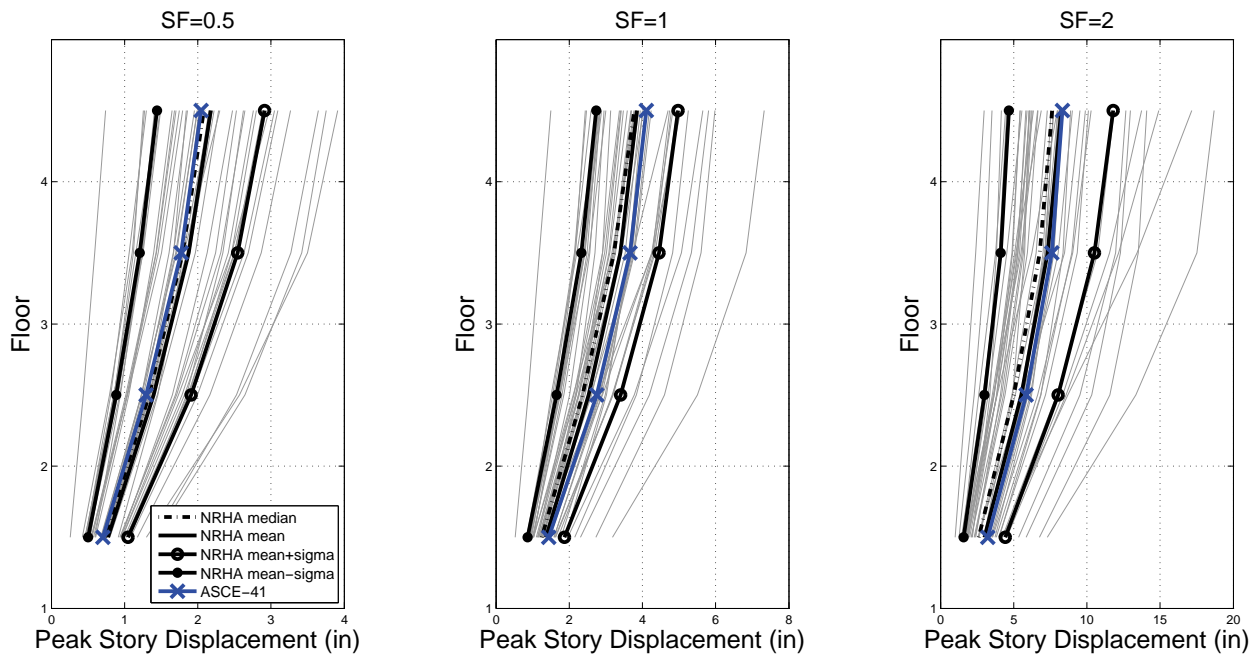 SF=0.5
SF=1
SF=2
4
3
2
1
Floor
0
1
2
3
4
Peak Story Displacement (in)
NRHA median
NRHA mean
NRHA mean+sigma
NRHA mean−sigma
ASCE−41
4
3
2
1
Floor
0
2
4
6
8
Peak Story Displacement (in)
4
3
2
1
Floor
0
5
10
15
20
Peak Story Displacement (in)